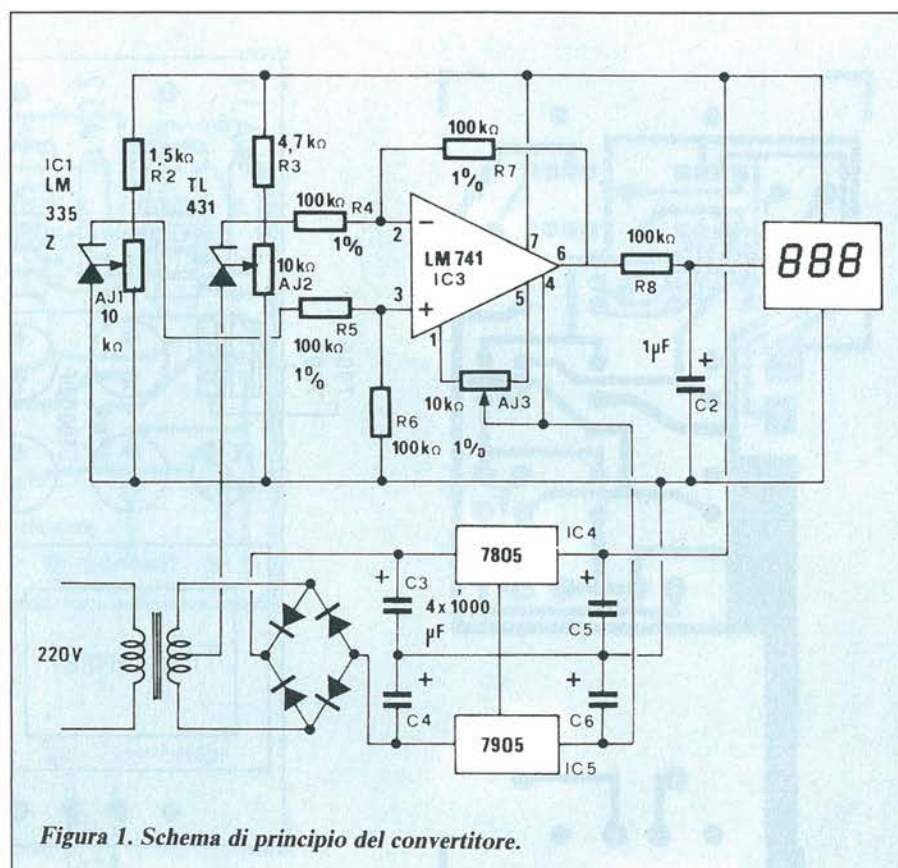 IC1
LM
335
Z
1,5kΩ
R2
TL
431
4,7kΩ
R3
100kΩ
R4
1%
100kΩ
R7
1%
AJ1
10
kΩ
10kΩ
AJ2
2
3
LM 741
IC3
7
6
5
4
1
100kΩ
R8
888
R5
100kΩ
1%
R6
100kΩ
1%
10kΩ
AJ3
1µF
+
C2
220V
+
C3
4 x 1000
µF
+
C4
7805
IC4
7905
IC5
+
C5
+
C6
Figura 1. Schema di principio del convertitore.